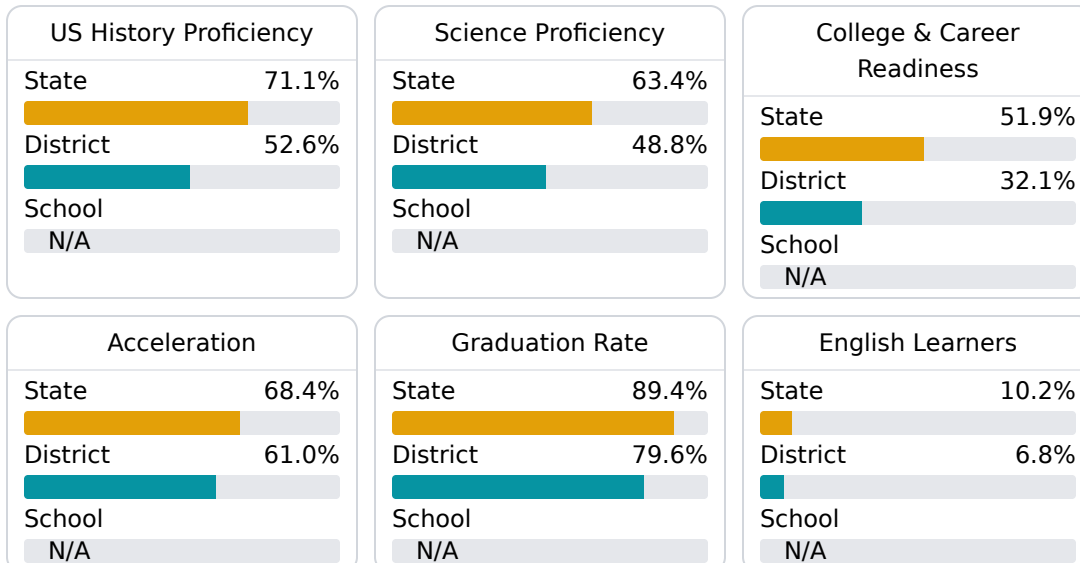 US History Proficiency
State 71.1%
District 52.6%
School
N/A
Science Proficiency
State 63.4%
District 48.8%
School
N/A
College & Career
Readiness
State 51.9%
District 32.1%
School
N/A
Acceleration
State 68.4%
District 61.0%
School
N/A
Graduation Rate
State 89.4%
District 79.6%
School
N/A
English Learners
State 10.2%
District 6.8%
School
N/A